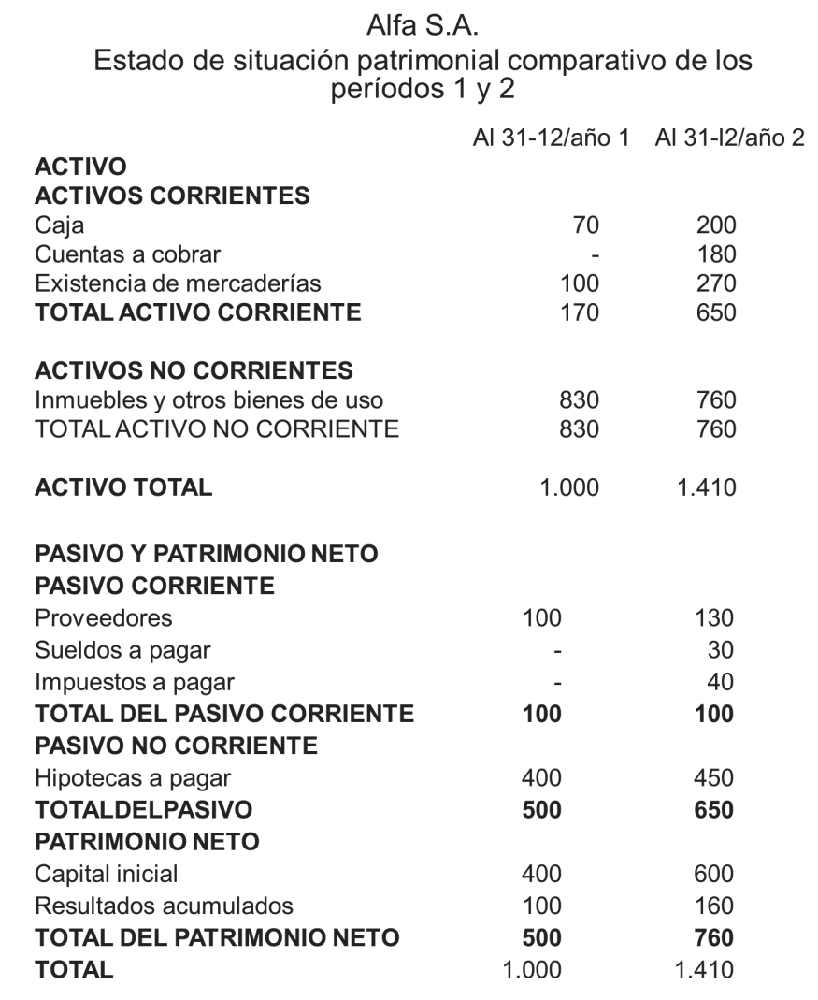 Alfa S.A.
Estado de situación patrimonial comparativo de los
períodos 1 y 2
Al 31-12/año 1 Al 31-l2/año 2
ACTIVO
ACTIVOS CORRIENTES
Caja 70 200
Cuentas a cobrar - 180
Existencia de mercaderías 100 270
TOTAL ACTIVO CORRIENTE 170 650
ACTIVOS NO CORRIENTES
Inmuebles y otros bienes de uso 830 760
TOTAL ACTIVO NO CORRIENTE 830 760
ACTIVO TOTAL 1.000 1.410
PASIVO Y PATRIMONIO NETO
PASIVO CORRIENTE
Proveedores 100 130
Sueldos a pagar - 30
Impuestos a pagar - 40
TOTAL DEL PASIVO CORRIENTE 100 100
PASIVO NO CORRIENTE
Hipotecas a pagar 400 450
TOTALDELPASIVO 500 650
PATRIMONIO NETO
Capital inicial 400 600
Resultados acumulados 100 160
TOTAL DEL PATRIMONIO NETO 500 760
TOTAL 1.000 1.410